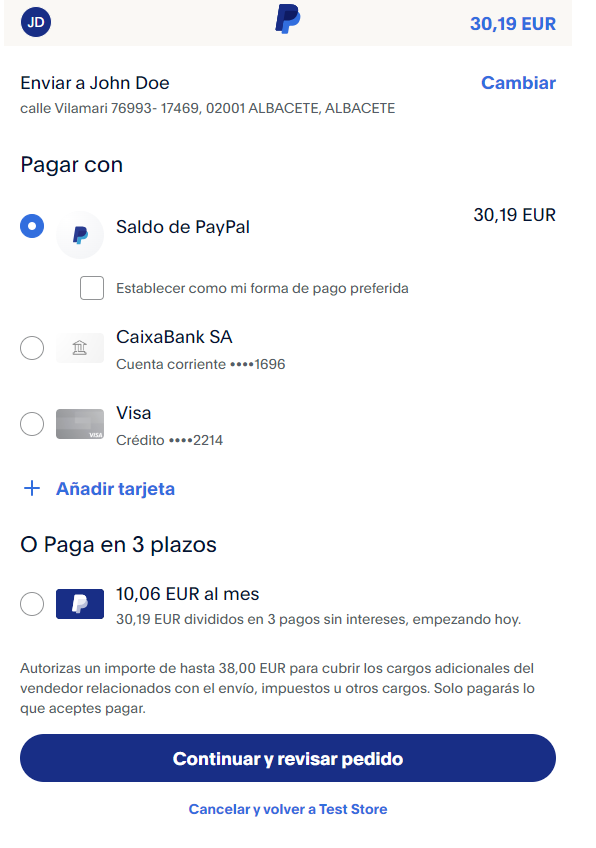 JD
30,19 EUR
Enviar a John Doe
Cambiar
calle Vilamari 76993- 17469, 02001 ALBACETE, ALBACETE
Pagar con
Saldo de PayPal
30,19 EUR
Establecer como mi forma de pago preferida
CaixaBank SA
Cuenta corriente ••••1696
Visa
VISA
Crédito ••••2214
+ Añadir tarjeta
O Paga en 3 plazos
10,06 EUR al mes
30,19 EUR divididos en 3 pagos sin intereses, empezando hoy.
Autorizas un importe de hasta 38,00 EUR para cubrir los cargos adicionales del
vendedor relacionados con el envío, impuestos u otros cargos. Solo pagarás lo
que aceptes pagar.
Continuar y revisar pedido
Cancelar y volver a Test Store